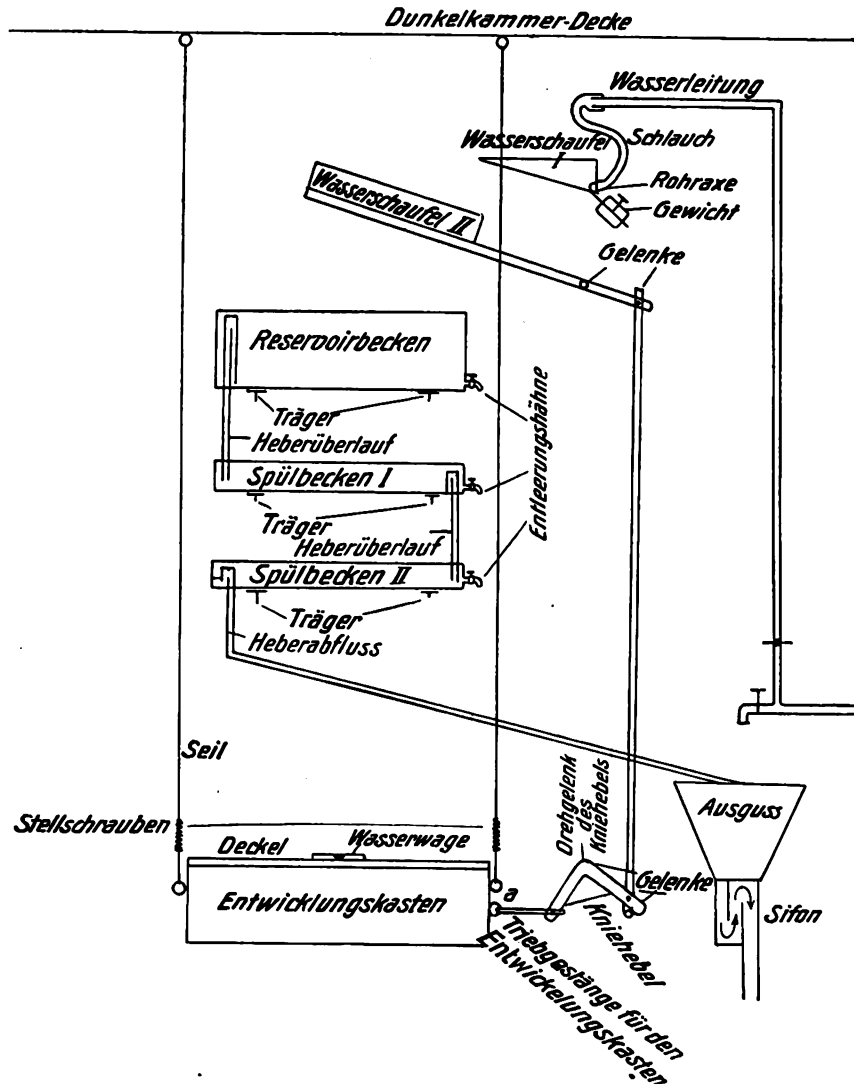 Dunkelkammer-Decke
Wasserleitung
Wasserschaufel
I
Schlauch
Rohraxe
Gewicht
Wasserschaufel II
Gelenke
Reservoirbecken
Träger
Heberüberlauf
Entleerungshähne
Spülbecken I
Träger
Heberüberlauf
Spülbecken II
Träger
Heberabfluss
Seil
Stellschrauben
Drehgelenk
des
Kniehebels
Ausguss
Deckel
Wasserwage
Gelenke
a
Entwicklungskasten
Sifon
Kniehebel
Triebgestänge für den
Entwickelungskasten